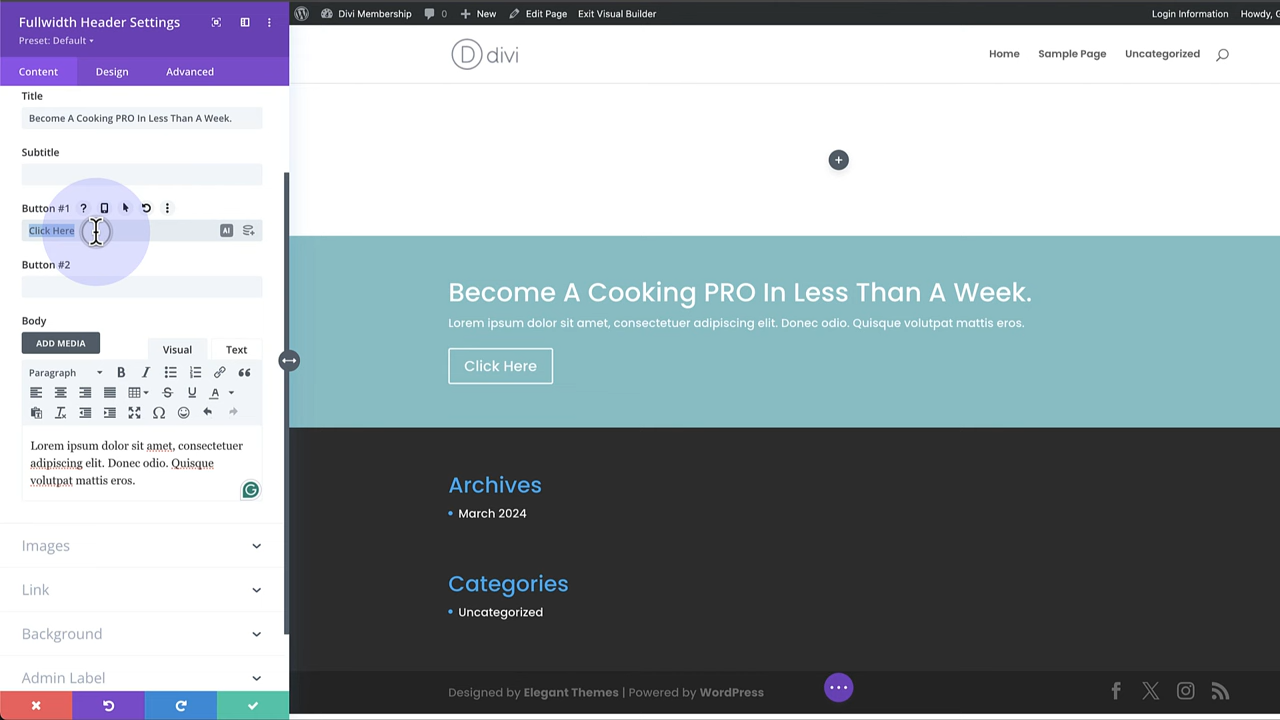 Fullwidth Header Settings
Preset: Default
Content Design Advanced
Title
Become A Cooking PRO In Less Than A Week.
Subtitle
Button #1 ?
Click Here AI
Button #2
Body
ADD MEDIA
Visual Text
Paragraph B I
U A
Ω
Lorem ipsum dolor sit amet, consectetuer
adipiscing elit. Donec odio. Quisque
volutpat mattis eros.
Images
Link
Background
Admin Label
Divi Membership 0 New Edit Page Exit Visual Builder Login Information Howdy, C
D divi
Home Sample Page Uncategorized
Become A Cooking PRO In Less Than A Week.
Lorem ipsum dolor sit amet, consectetuer adipiscing elit. Donec odio. Quisque volutpat mattis eros.
Click Here
Archives
March 2024
Categories
Uncategorized
Designed by Elegant Themes | Powered by WordPress